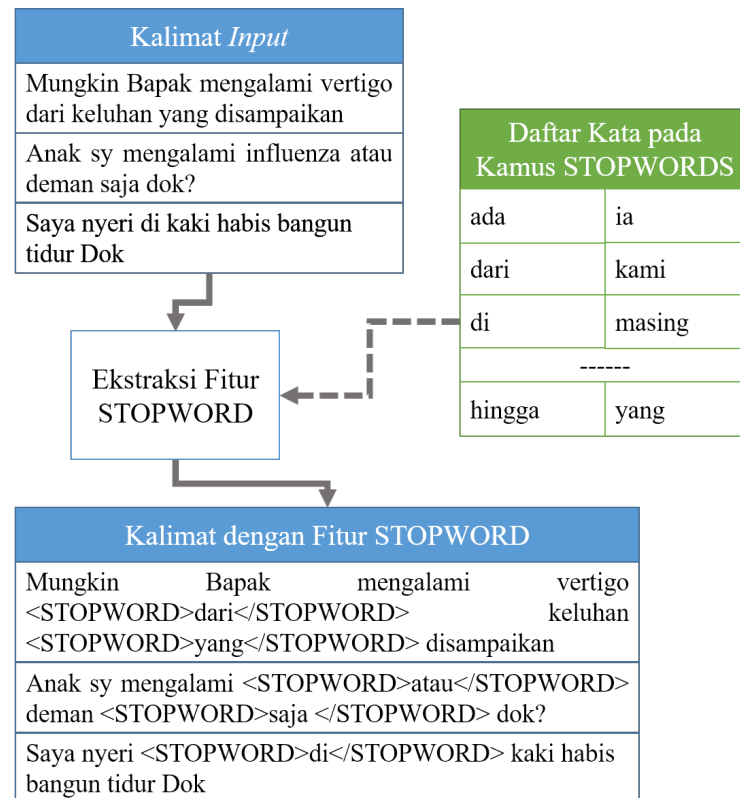 Kalimat Input
Mungkin Bapak mengalami vertigo
dari keluhan yang disampaikan
Anak sy mengalami influenza atau
deman saja dok?
Saya nyeri di kaki habis bangun
tidur Dok
Daftar Kata pada
Kamus STOPWORDS
ada ia
dari kami
di masing
------
hingga yang
Ekstraksi Fitur
STOPWORD
Kalimat dengan Fitur STOPWORD
Mungkin Bapak mengalami vertigo
<STOPWORD>dari</STOPWORD> keluhan
<STOPWORD>yang</STOPWORD> disampaikan
Anak sy mengalami <STOPWORD>atau</STOPWORD>
deman <STOPWORD>saja </STOPWORD> dok?
Saya nyeri <STOPWORD>di</STOPWORD> kaki habis
bangun tidur Dok